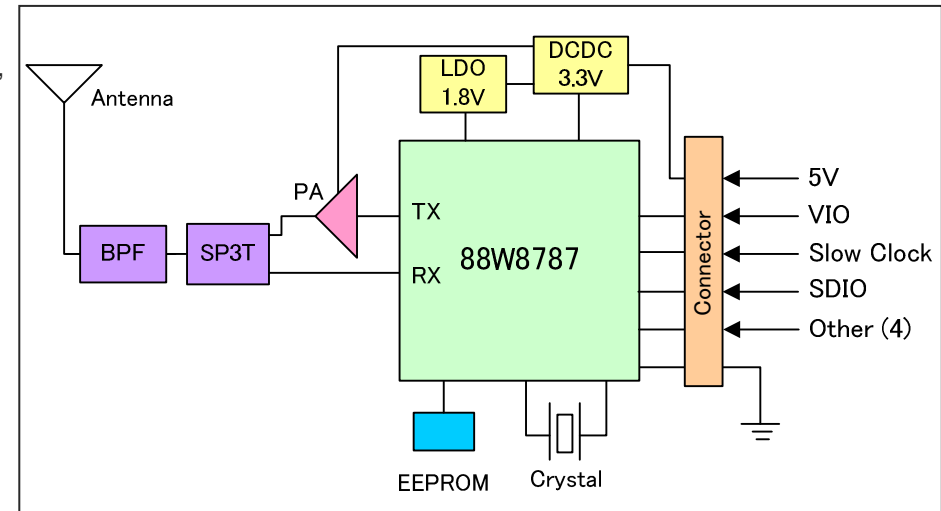 Antenna
LDO
1.8V
DCDC
3.3V
PA
TX
RX
88W8787
BPF
SP3T
Connector
5V
VIO
Slow Clock
SDIO
Other (4)
EEPROM
Crystal
,